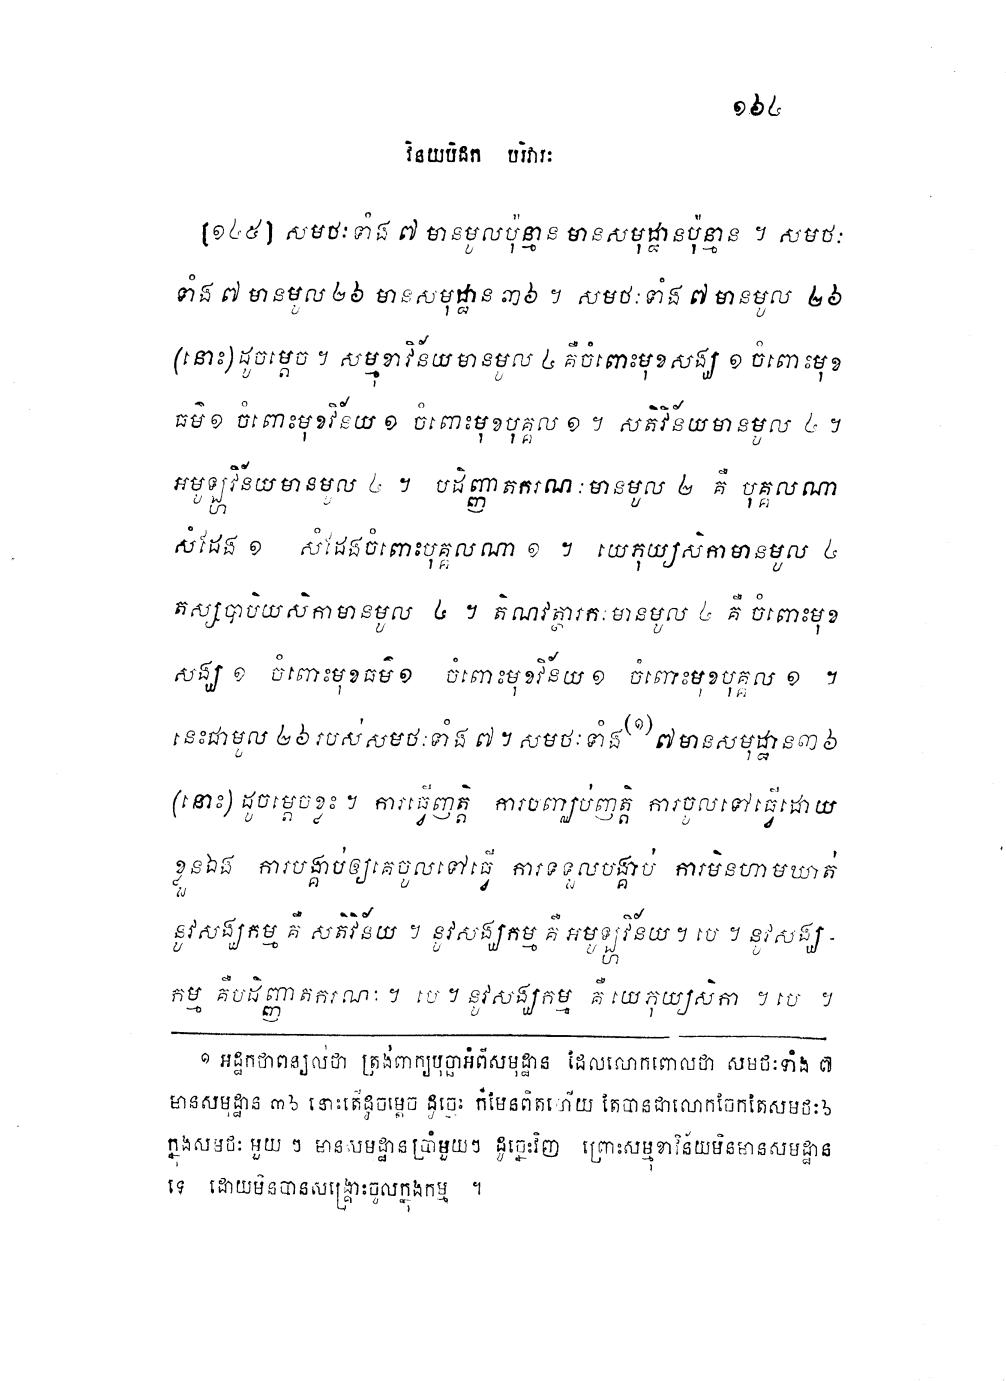 ១៦៤
វិនយបិដក បរិវារៈ
[១៤៥] សមថៈទាំង ៧ មានមូលប៉ុន្មាន មានសមុដ្ឋានប៉ុន្មាន ។ សមថៈ
ទាំង ៧ មានមូល ២៦ មានសមុដ្ឋាន ៣៦ ។ សមថៈទាំង ៧ មានមូល ២៦
(នោះ) ដូចម្តេច ។ សម្មុខាវិន័យមានមូល ៤ គឺចំពោះមុខសង្ឃ ១ ចំពោះមុខ
ធម៌ ១ ចំពោះមុខវិន័យ ១ ចំពោះមុខបុគ្គល ១ ។ សតិវិន័យមានមូល ៤ ។
អមូឡ្ហវិន័យមានមូល ៤ ។ បដិញ្ញាតករណៈមានមូល ២ គឺ បុគ្គលណា
សំដែង ១ សំដែងចំពោះបុគ្គលណា ១ ។ យេភុយ្យសិកាមានមូល ៤
តស្សបាបិយសិកាមានមូល ៤ ។ តិណវត្ថារកៈមានមូល ៤ គឺ ចំពោះមុខ
សង្ឃ ១ ចំពោះមុខធម៌ ១ ចំពោះមុខវិន័យ ១ ចំពោះមុខបុគ្គល ១ ។
នេះជាមូល ២៦ របស់សមថៈទាំង ៧ ។ សមថៈទាំង(១) ៧ មានសមុដ្ឋាន ៣៦
(នោះ) ដូចម្តេចខ្លះ ។ ការធ្វើញត្តិ ការចញ្ឈប់ញត្តិ ការចូលទៅធ្វើដោយ
ខ្លួនឯង ការបង្គាប់ឲ្យគេចូលទៅធ្វើ ការទទួលបង្គាប់ ការមិនហាមឃាត់
នូវសង្ឃកម្ម គឺ សតិវិន័យ ។ នូវសង្ឃកម្ម គឺ អមូឡ្ហវិន័យ ។ បេ ។ នូវសង្ឃ-
កម្ម គឺបដិញ្ញាតករណៈ ។ បេ ។ នូវសង្ឃកម្ម គឺ យេភុយ្យសិកា ។ បេ ។
១ អដ្ឋកថាពន្យល់ថា ត្រង់ពាក្យបុច្ឆាអំពីសមុដ្ឋាន ដែលលោកពោលថា សមថៈទាំង ៧
មានសមុដ្ឋាន ៣៦ នោះតើដូចម្តេច ដូច្នេះ ក៏មែនពិតហើយ តែបានជាលោកចែកតែសមថៈ៦
ក្នុងសមថៈ មួយ ៗ មានសមដ្ឋានប្រាំមួយៗ ដូច្នេះវិញ ព្រោះសម្មុខាវិន័យមិនមានសមដ្ឋាន
ទេ ដោយមិនបានសង្គ្រោះចូលក្នុងកម្ម ។